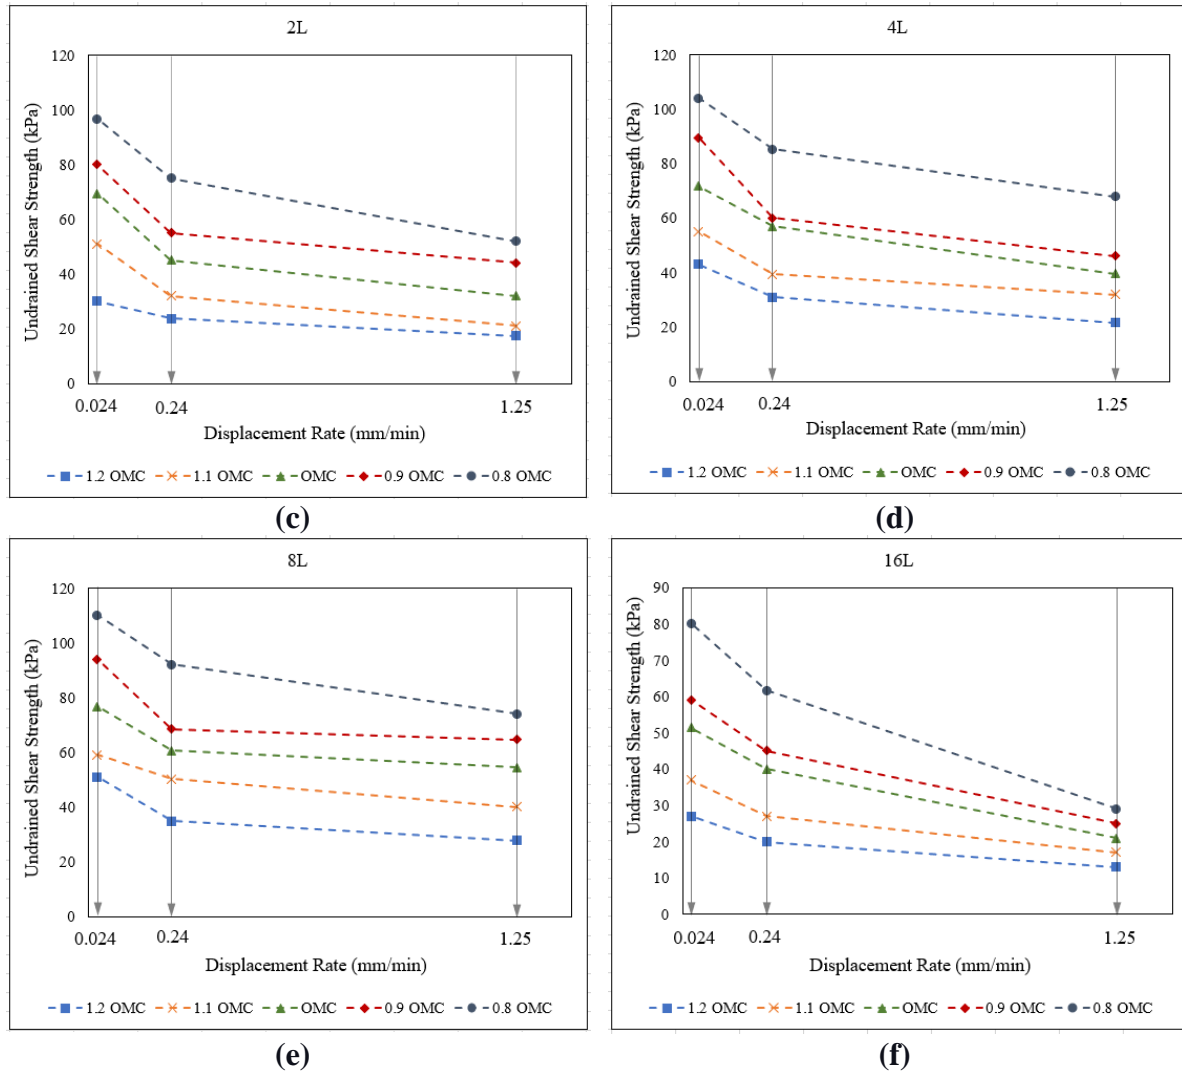 2L
Undrained Shear Strength (kPa)
120
100
80
60
40
20
0
0.024
0.24
1.25
Displacement Rate (mm/min)
1.2 OMC
1.1 OMC
OMC
0.9 OMC
0.8 OMC
(c)
4L
Undrained Shear Strength (kPa)
120
100
80
60
40
20
0
0.024
0.24
1.25
Displacement Rate (mm/min)
1.2 OMC
1.1 OMC
OMC
0.9 OMC
0.8 OMC
(d)
8L
Undrained Shear Strength (kPa)
120
100
80
60
40
20
0
0.024
0.24
1.25
Displacement Rate (mm/min)
1.2 OMC
1.1 OMC
OMC
0.9 OMC
0.8 OMC
(e)
16L
Undrained Shear Strength (kPa)
90
80
70
60
50
40
30
20
10
0
0.024
0.24
1.25
Displacement Rate (mm/min)
1.2 OMC
1.1 OMC
OMC
0.9 OMC
0.8 OMC
(f)